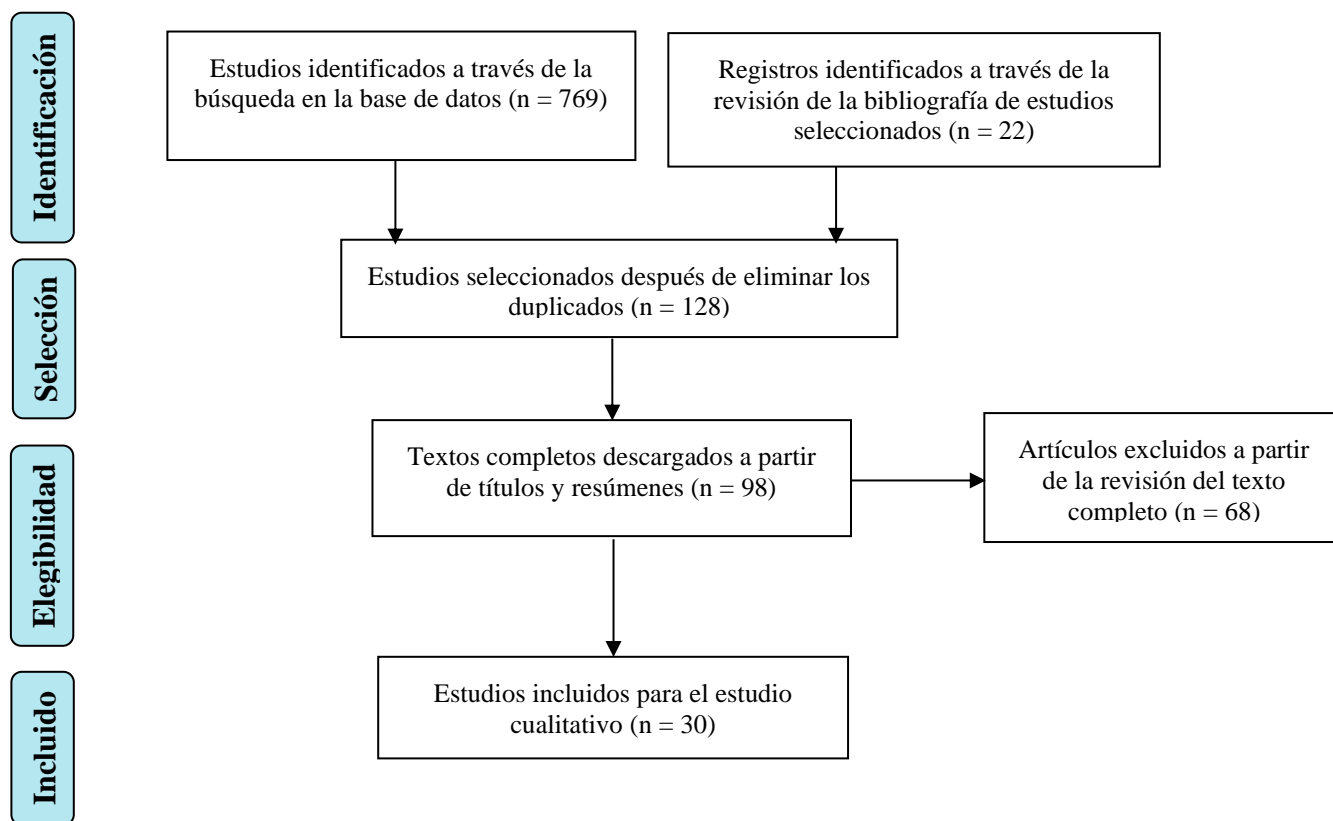 Identificación
Estudios identificados a través de la
búsqueda en la base de datos (n = 769)
Registros identificados a través de la
revisión de la bibliografía de estudios
seleccionados (n = 22)
Selección
Estudios seleccionados después de eliminar los
duplicados (n = 128)
Elegibilidad
Textos completos descargados a partir
de títulos y resúmenes (n = 98)
Artículos excluidos a partir
de la revisión del texto
completo (n = 68)
Incluido
Estudios incluidos para el estudio
cualitativo (n = 30)